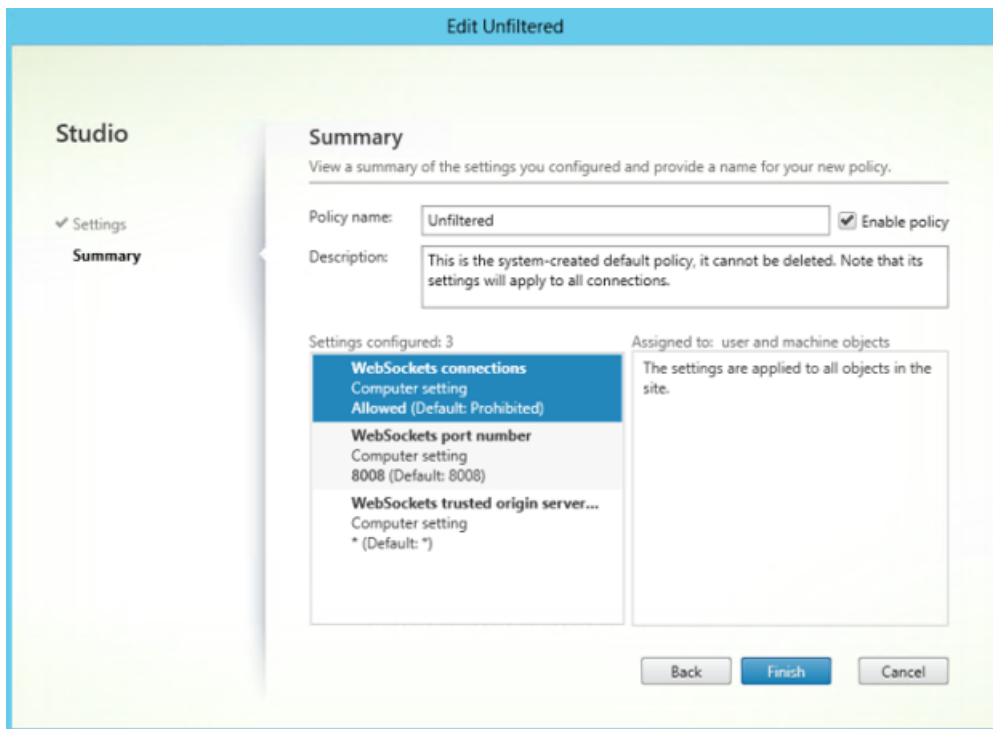 Edit Unfiltered
Studio
Settings
Summary
Summary
View a summary of the settings you configured and provide a name for your new policy.
Policy name:
Unfiltered
Enable policy
Description:
This is the system-created default policy, it cannot be deleted. Note that its
settings will apply to all connections.
Settings configured: 3
WebSockets connections
Computer setting
Allowed (Default: Prohibited)
WebSockets port number
Computer setting
8008 (Default: 8008)
WebSockets trusted origin server...
Computer setting
* (Default: *)
Assigned to: user and machine objects
The settings are applied to all objects in the
site.
Back
Finish
Cancel